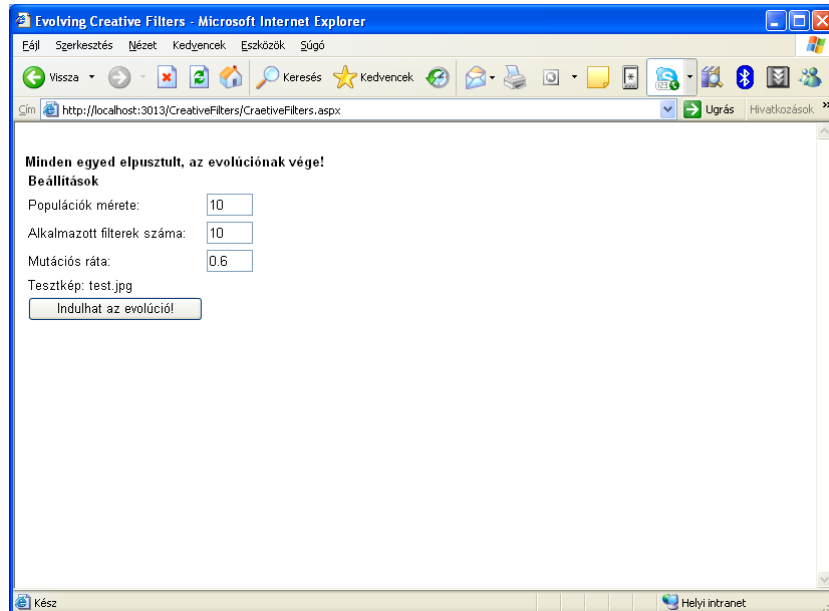 Evolving Creative Filters - Microsoft Internet Explorer
Fájl Szerkesztés Nézet Kedvencek Eszközök Súgó
Vissza Keresés Kedvencek
Cím http://localhost:3013/CreativeFilters/CraetiveFilters.aspx Ugrás Hivatkozások »
Minden egyed elpusztult, az evolúciónak vége!
Beállítások
Populációk mérete: 10
Alkalmazott filterek száma: 10
Mutációs ráta: 0.6
Tesztkép: test.jpg
Indulhat az evolúció!
Kész Helyi intranet